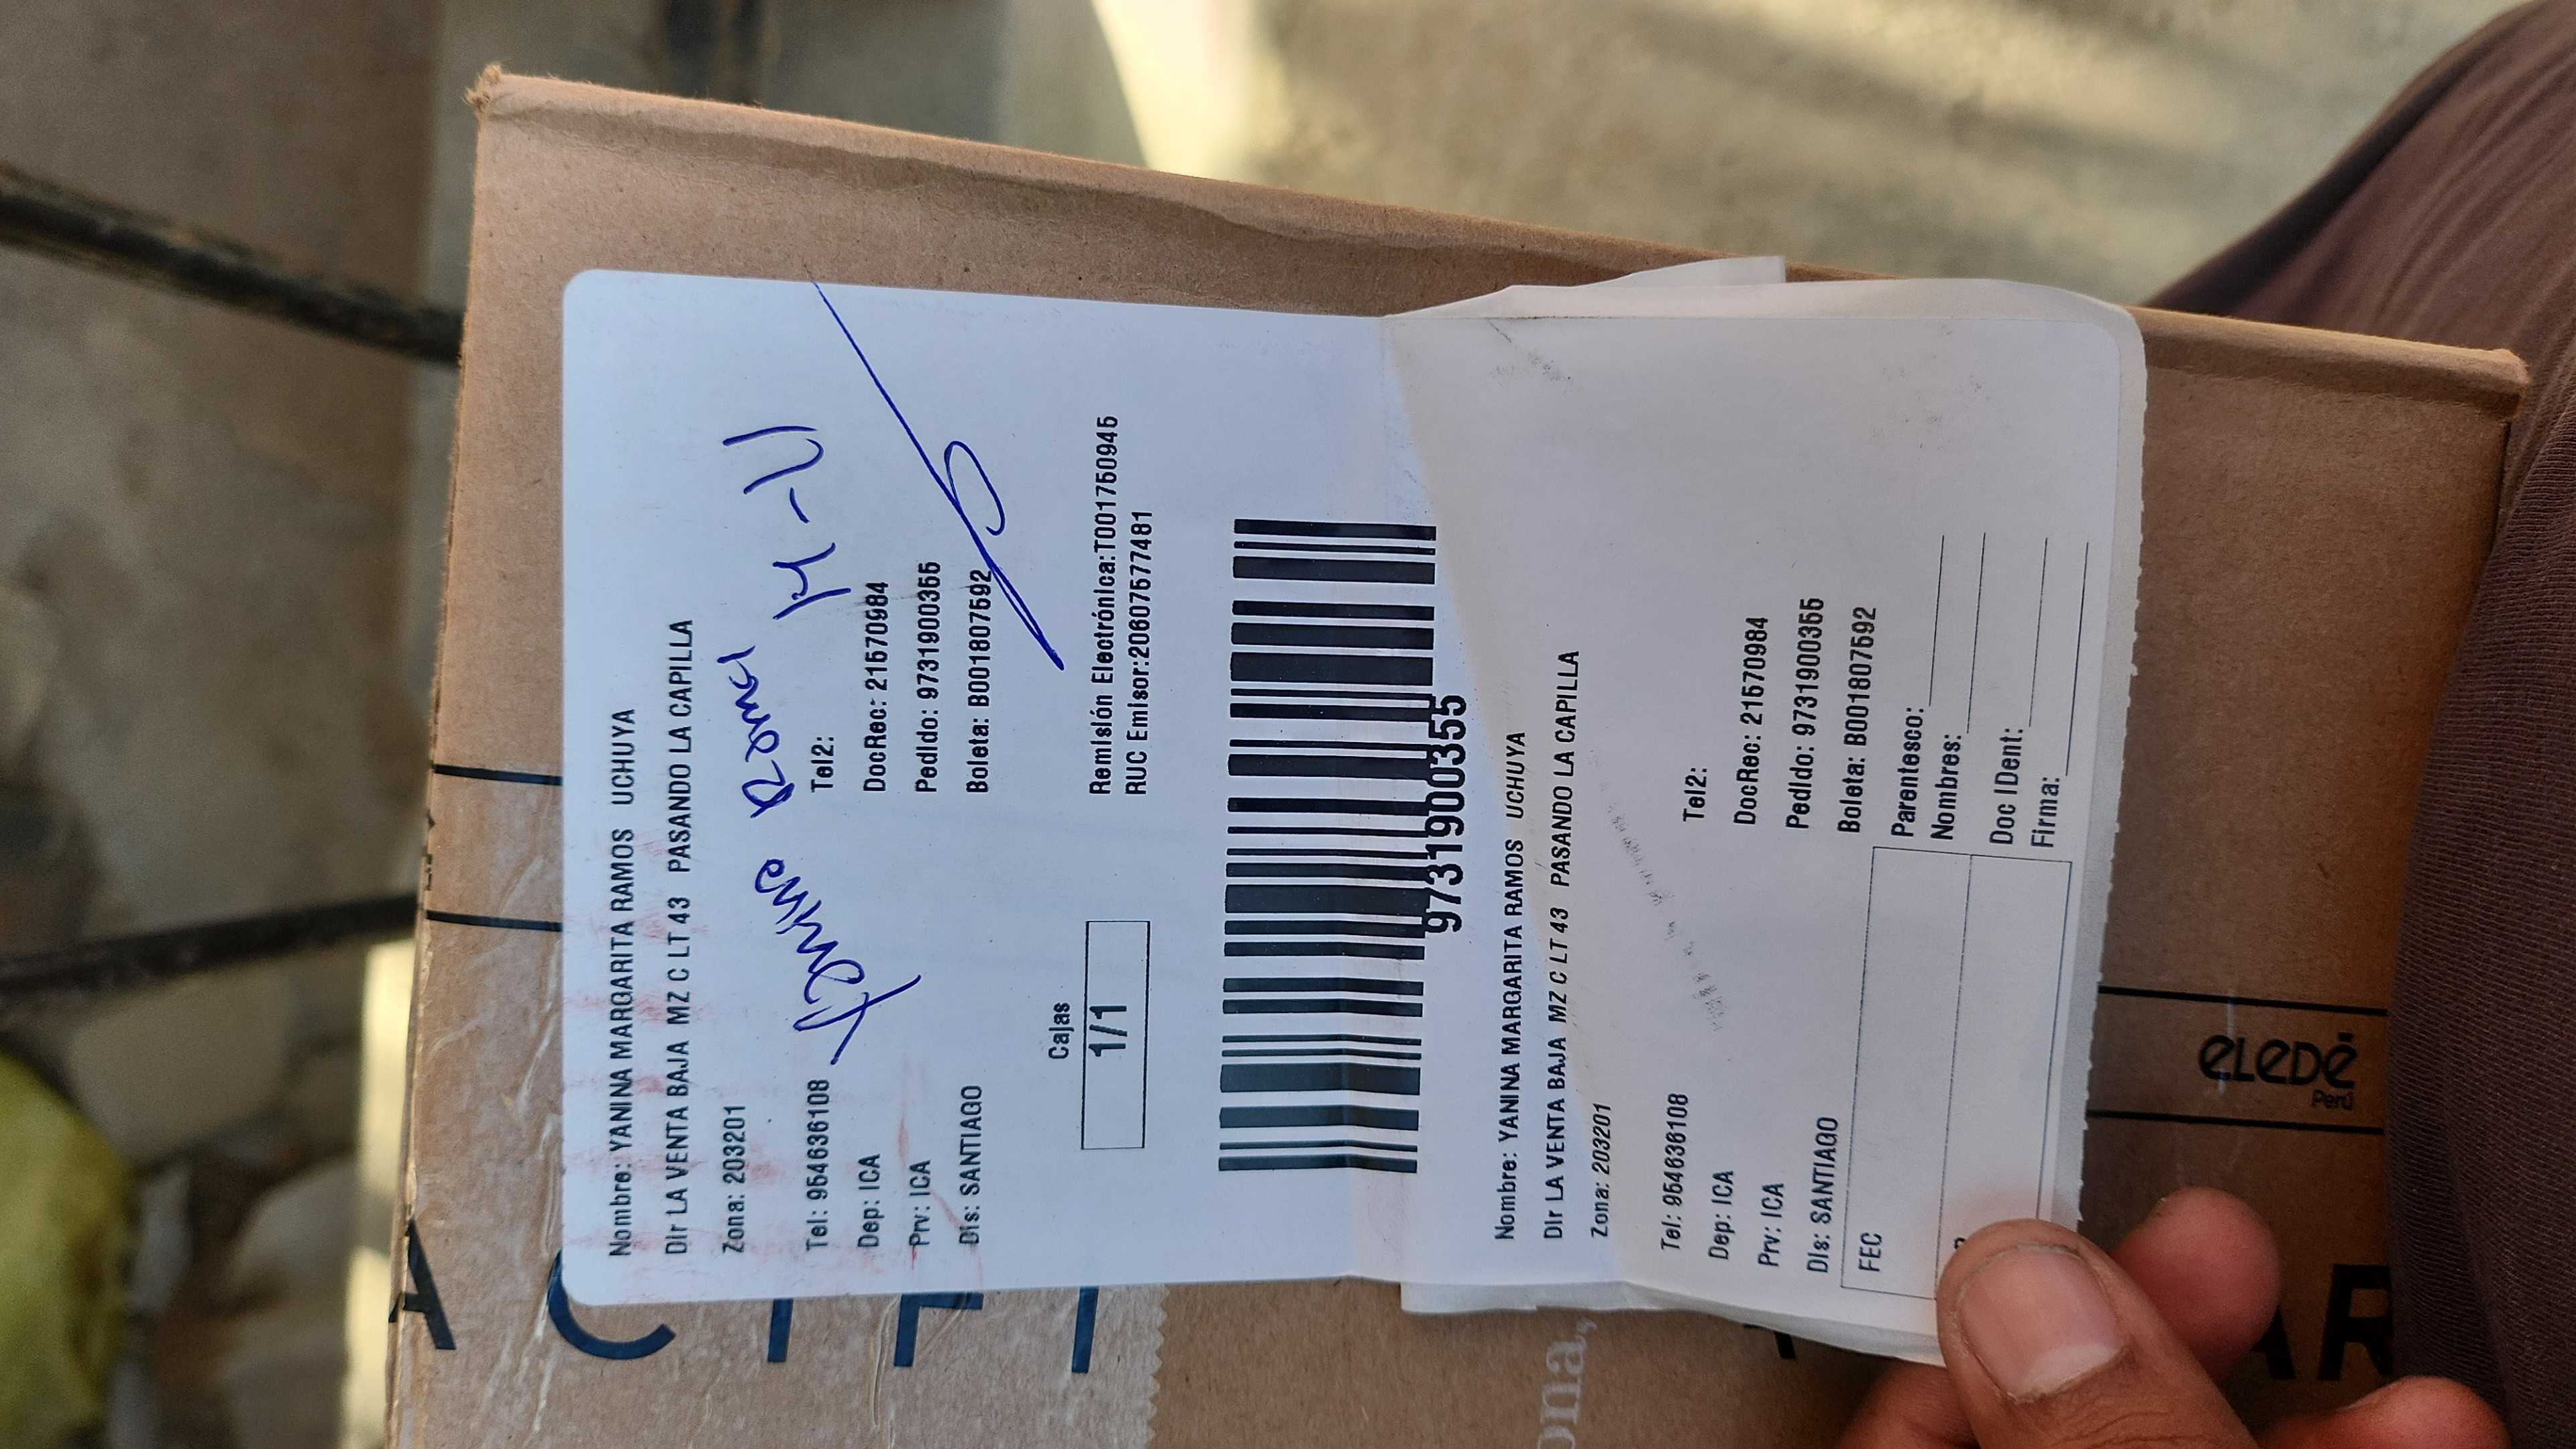 Nombre: YANINA MARGARITA RAMOS UCHUYA
Dir LA VENTA BAJA MZ C LT 43 PASANDO LA CAPILLA
Zona: 203201
Yanina Ramos U
Tel: 954636108 Tel2:
Dep: ICA DocRec: 21570984
Prv: ICA Pedido: 9731900355
Dis: SANTIAGO Boleta: B001807592
Cajas
1/1
Remisión Electrónica:T001750945
RUC Emisor:20607577481
9731900355
Nombre: YANINA MARGARITA RAMOS UCHUYA
Dir LA VENTA BAJA MZ C LT 43 PASANDO LA CAPILLA
Zona: 203201
Tel: 954636108 Tel2:
Dep: ICA DocRec: 21570984
Prv: ICA Pedido: 9731900355
Dis: SANTIAGO Boleta: B001807592
FEC
Parentesco:
Nombres:
Doc IDent:
Firma:
eLeDé
Perú